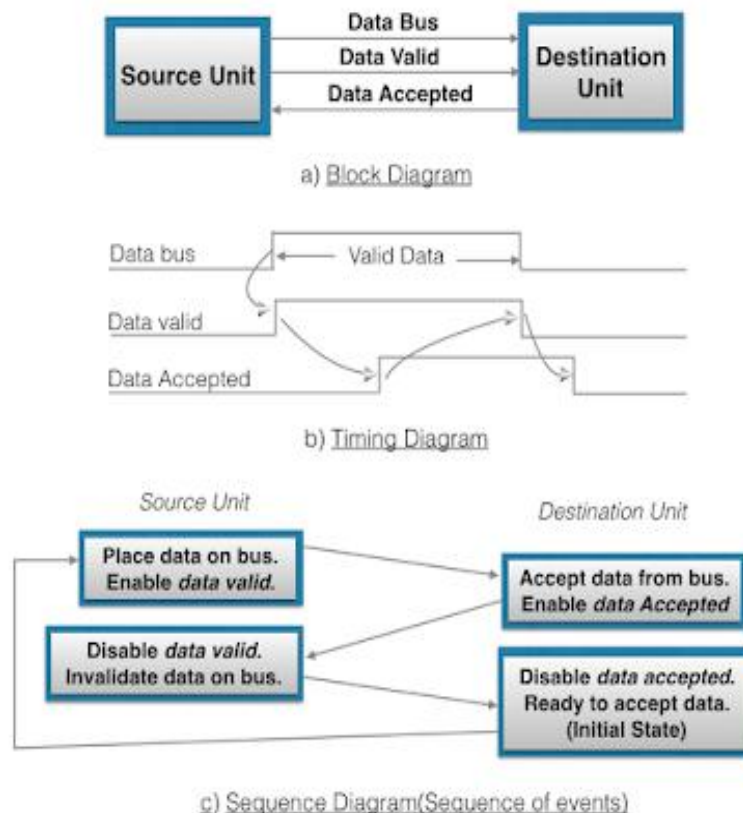 Data Bus
Data Valid
Data Accepted
Source Unit
Destination
Unit
a) Block Diagram
Data bus
Valid Data
Data valid
Data Accepted
b) Timing Diagram
Source Unit
Destination Unit
Place data on bus.
Enable data valid.
Accept data from bus.
Enable data Accepted
Disable data valid.
Invalidate data on bus.
Disable data accepted.
Ready to accept data.
(Initial State)
c) Sequence Diagram(Sequence of events)